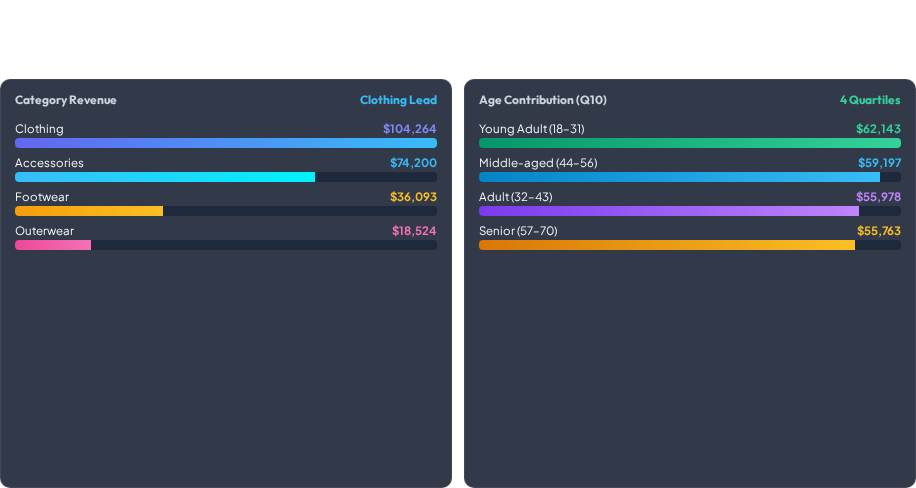 Category Revenue
Clothing Lead
Clothing
$104,264
Accessories
$74,200
Footwear
$36,093
Outerwear
$18,524
Age Contribution (Q10)
4 Quartiles
Young Adult (18–31)
$62,143
Middle-aged (44–56)
$59,197
Adult (32–43)
$55,978
Senior (57–70)
$55,763